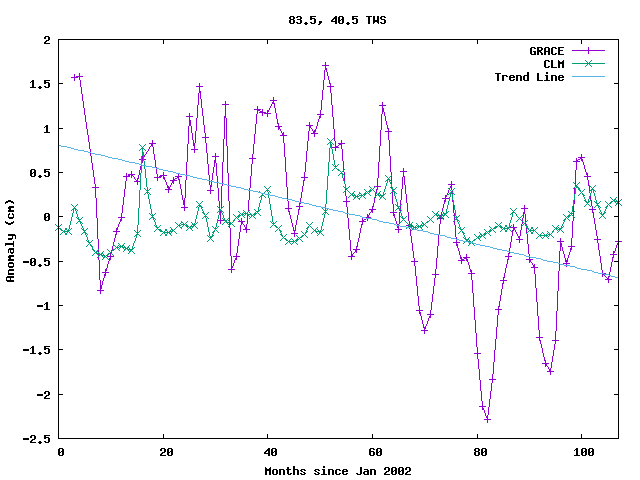 83.5, 40.5 TWS
GRACE
CLM
Trend Line
2
1.5
1
0.5
0
-0.5
-1
-1.5
-2
-2.5
Anomaly (cm)
0 20 40 60 80 100
Months since Jan 2002